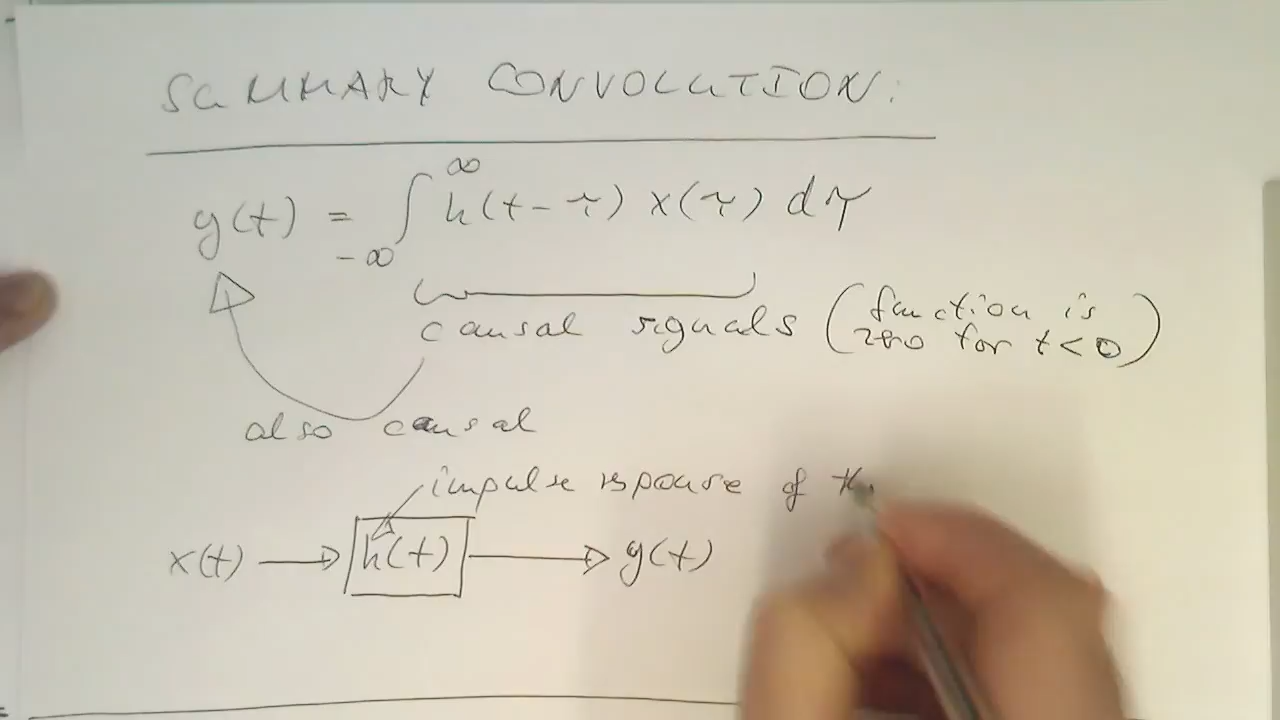 SUMMARY CONVOLUTION:
y(t) = ∫_{-∞}^{∞} h(t-τ) x(τ) dτ
causal signals (function is zero for t<0)
also causal
impulse response of
x(t) → h(t) → y(t)